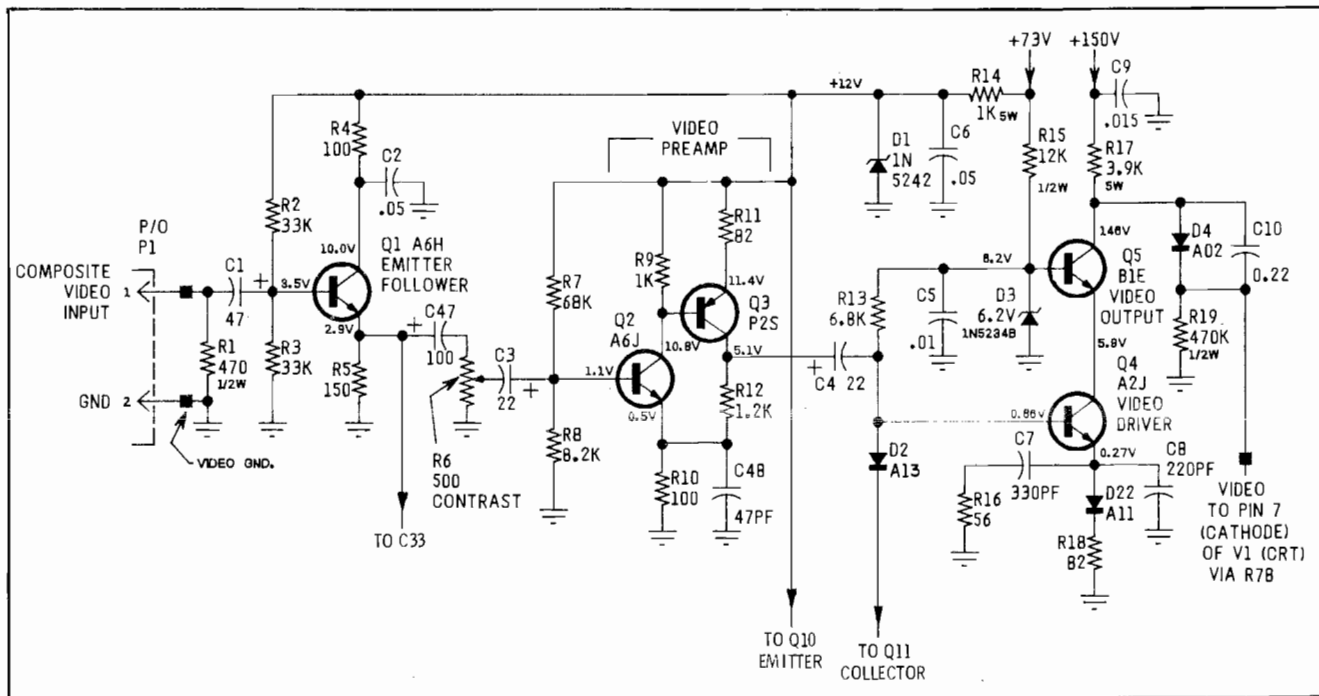 +73V +150V
C9
.015
R14
1K 5W
+12V
R4
100
C2
.05
VIDEO
PREAMP
D1
1N
5242
C6
.05
R15
12K
1/2W
R17
3.9K
5W
R2
33K
R11
82
P/O
P1
10.0V
Q1 A6H
EMITTER
FOLLOWER
R9
1K
146V
D4
A02
C10
0.22
COMPOSITE
VIDEO
INPUT
1
C1
+
47
3.5V
R7
68K
11.4V
Q3
P2S
6.2V
Q5
B1E
VIDEO
OUTPUT
R13
6.8K
C5
.01
D3
6.2V
1N5234B
2.9V
C47
+
100
Q2
A6J
10.8V
5.1V
R19
470K
1/2W
R1
470
1/2W
R3
33K
R5
150
C3
22
+
1.1V
0.5V
R12
1.2K
+
C4 22
Q4
A2J
VIDEO
DRIVER
GND
2
0.86V
VIDEO GND.
R6
500
CONTRAST
R8
8.2K
R10
100
C48
47PF
D2
A13
C7
330PF
0.27V
C8
220PF
R16
56
D22
A11
R18
82
VIDEO
TO PIN 7
(CATHODE)
OF V1 (CRT)
VIA R78
TO C33
TO Q10
EMITTER
TO Q11
COLLECTOR